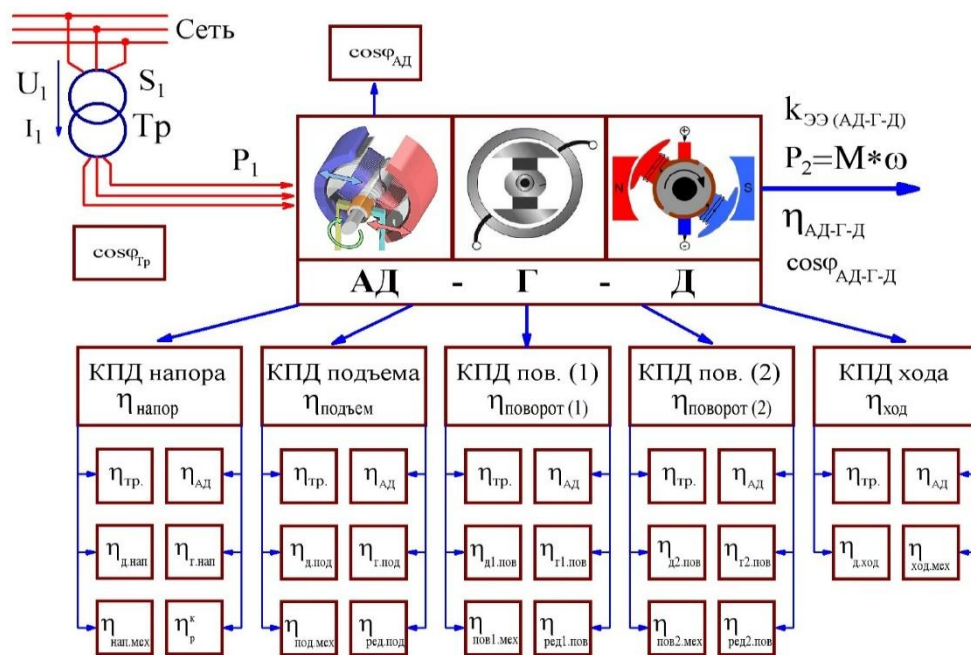 Сеть
cosφАД
U1
S1
I1
Тр
P1
cosφТр
N
S
kЭЭ (АД-Г-Д)
P2=M*ω
ηАД-Г-Д
cosφАД-Г-Д
АД - Г - Д
КПД напора
ηнапор
КПД подъема
ηподъем
КПД пов. (1)
ηповорот (1)
КПД пов. (2)
ηповорот (2)
КПД хода
ηход
ηтр. ηАД ηтр. ηАД ηтр. ηАД ηтр. ηАД ηтр. ηАД
ηд.нап ηг.нап ηд.под ηг.под ηд1.пов ηг1.пов ηд2.пов ηг2.пов ηд.ход ηход.мех
ηнап.мех ηрк ηпод.мех ηред.под ηпов1.мех ηред1.пов ηпов2.мех ηред2.пов